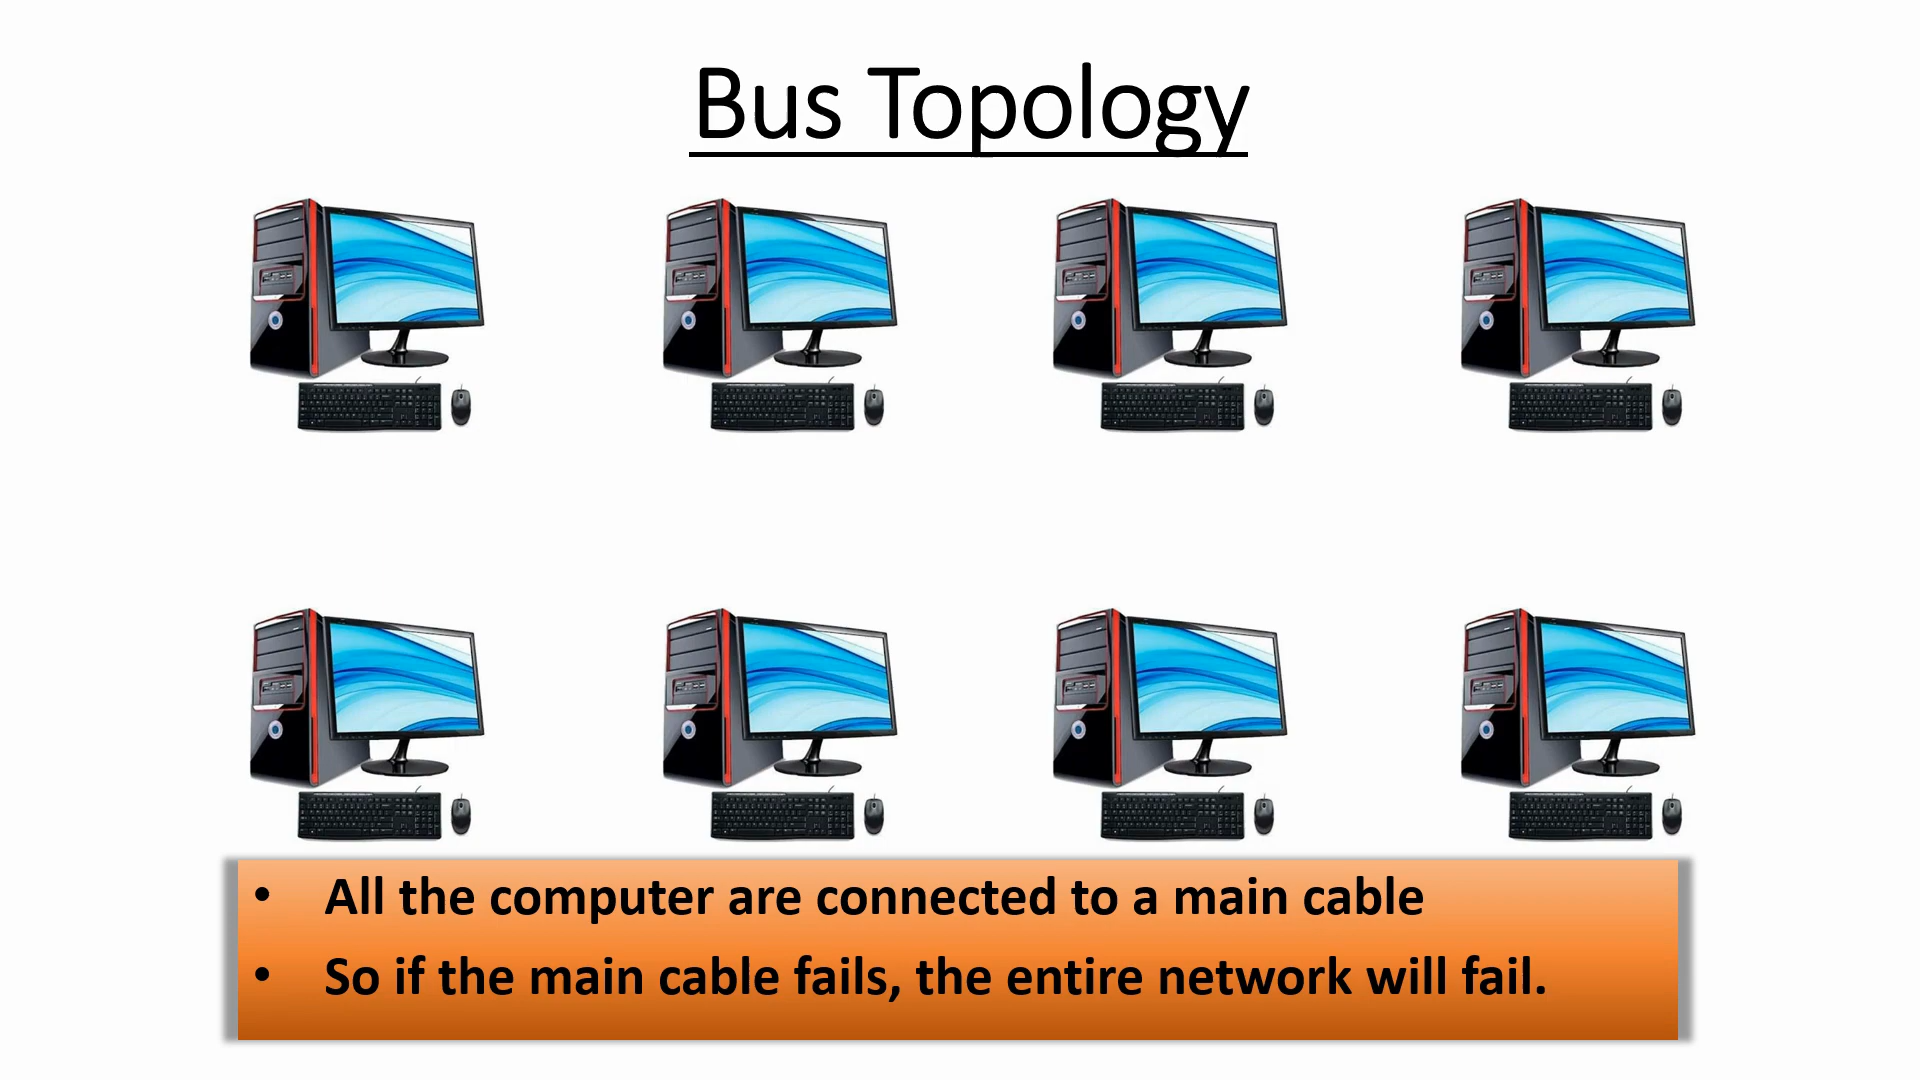 Bus Topology
• All the computer are connected to a main cable
• So if the main cable fails, the entire network will fail.